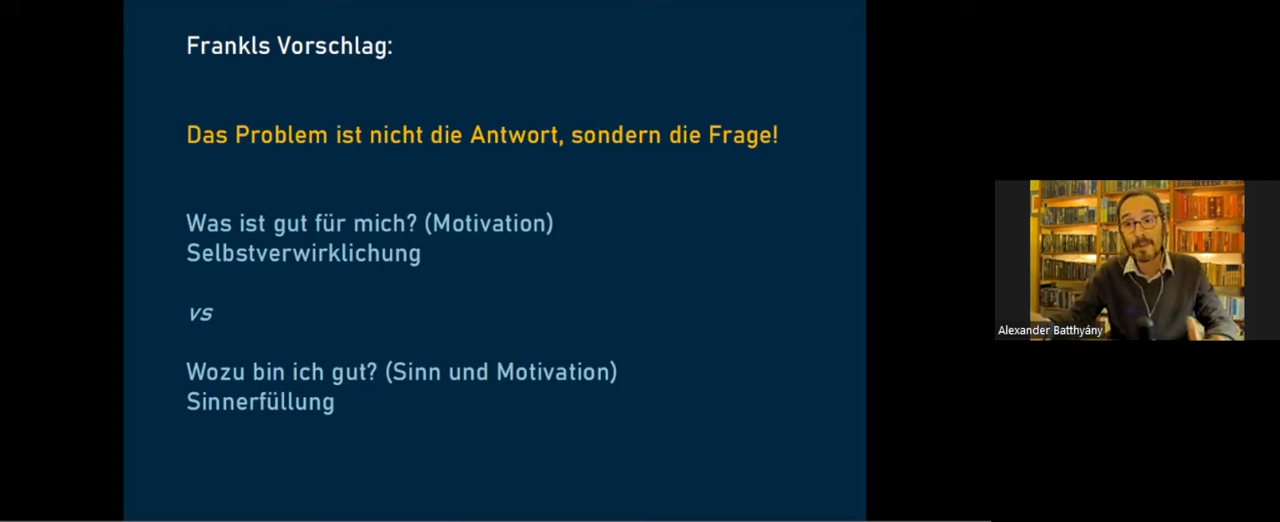 Frankls Vorschlag:
Das Problem ist nicht die Antwort, sondern die Frage!
Was ist gut für mich? (Motivation)
Selbstverwirklichung
vs
Wozu bin ich gut? (Sinn und Motivation)
Sinnerfüllung
Alexander Batthyány